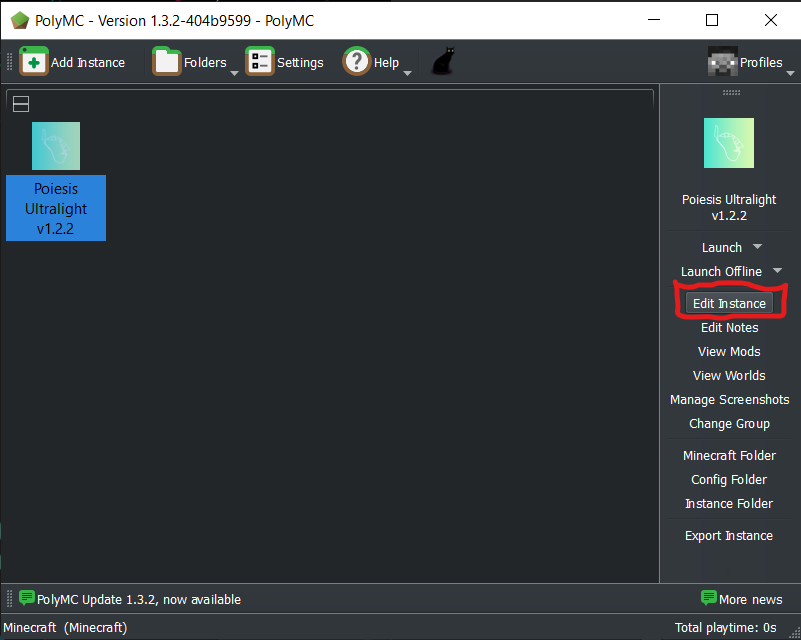 PolyMC - Version 1.3.2-404b9599 - PolyMC
Add Instance
Folders
Settings
Help
Profiles
Poiesis
Ultralight
v1.2.2
Poiesis Ultralight
v1.2.2
Launch
Launch Offline
Edit Instance
Edit Notes
View Mods
View Worlds
Manage Screenshots
Change Group
Minecraft Folder
Config Folder
Instance Folder
Export Instance
PolyMC Update 1.3.2, now available
More news
Minecraft (Minecraft)
Total playtime: 0s